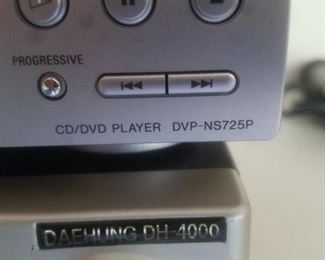 PROGRESSIVE
CD/DVD PLAYER DVP-NS725P
DAEHUNG DH-4000